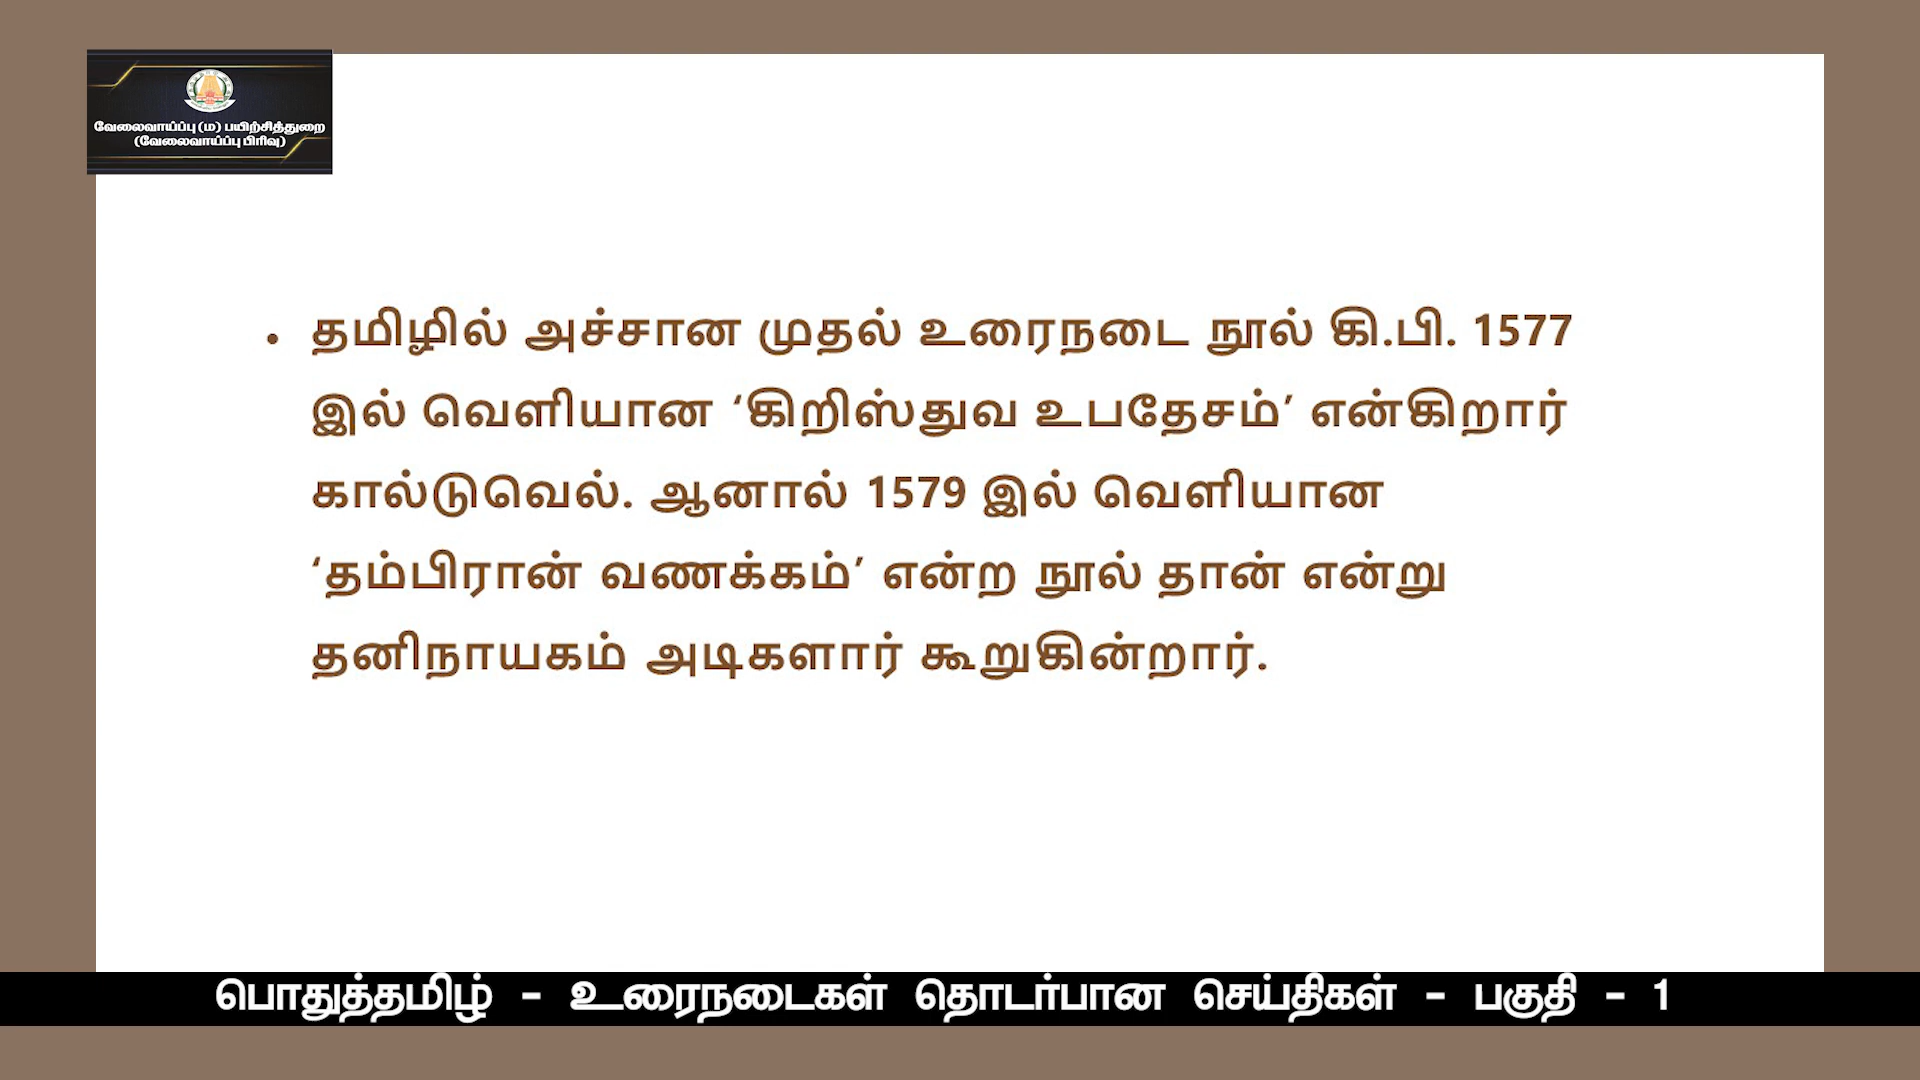 வேலைவாய்ப்பு (ம) பயிற்சித்துறை
(வேலைவாய்ப்பு பிரிவு)
• தமிழில் அச்சான முதல் உரைநடை நூல் கி.பி. 1577
இல் வெளியான ‘கிறிஸ்துவ உபதேசம்’ என்கிறார்
கால்டுவெல். ஆனால் 1579 இல் வெளியான
‘தம்பிரான் வணக்கம்’ என்ற நூல் தான் என்று
தனிநாயகம் அடிகளார் கூறுகின்றார்.
பொதுத்தமிழ் - உரைநடைகள் தொடர்பான செய்திகள் - பகுதி - 1